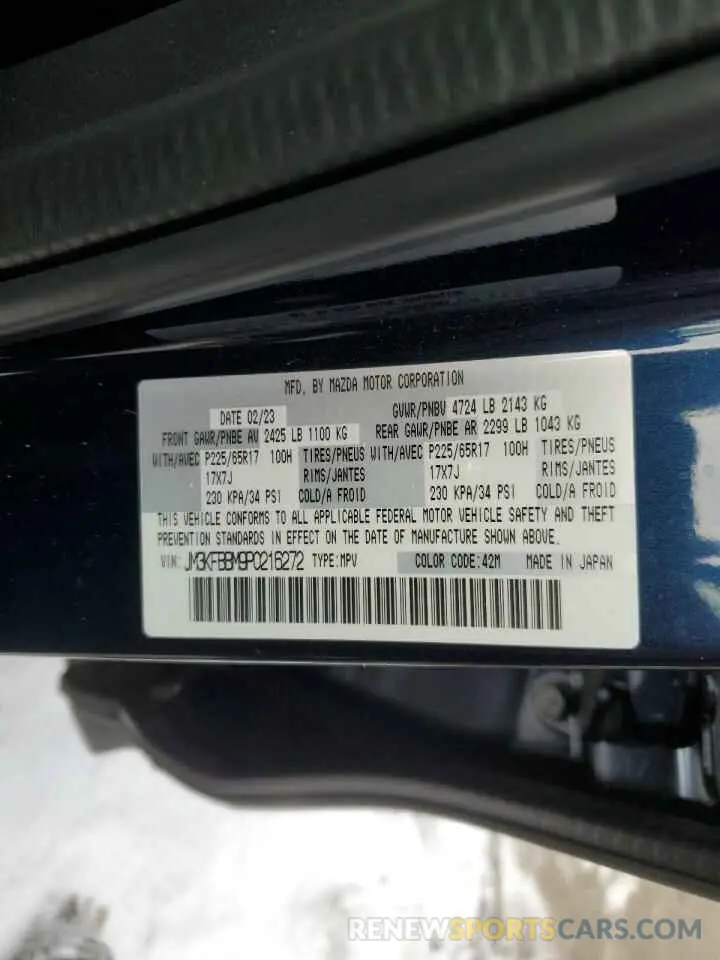 MFD. BY MAZDA MOTOR CORPORATION
DATE 02/23 GVWR/PNBV 4724 LB 2143 KG
FRONT GAWR/PNBE AV 2425 LB 1100 KG REAR GAWR/PNBE AR 2299 LB 1043 KG
WITH/AVEC P225/65R17 100H TIRES/PNEUS WITH/AVEC P225/65R17 100H TIRES/PNEUS
17X7J RIMS/JANTES 17X7J RIMS/JANTES
230 KPA/34 PSI COLD/A FROID 230 KPA/34 PSI COLD/A FROID
THIS VEHICLE CONFORMS TO ALL APPLICABLE FEDERAL MOTOR VEHICLE SAFETY AND THEFT
PREVENTION STANDARDS IN EFFECT ON THE DATE OF MANUFACTURE SHOWN ABOVE.
VIN: JM3KFBBM9P0216272 TYPE:MPV COLOR CODE:42M MADE IN JAPAN
RENEWSPORTSCARS.COM